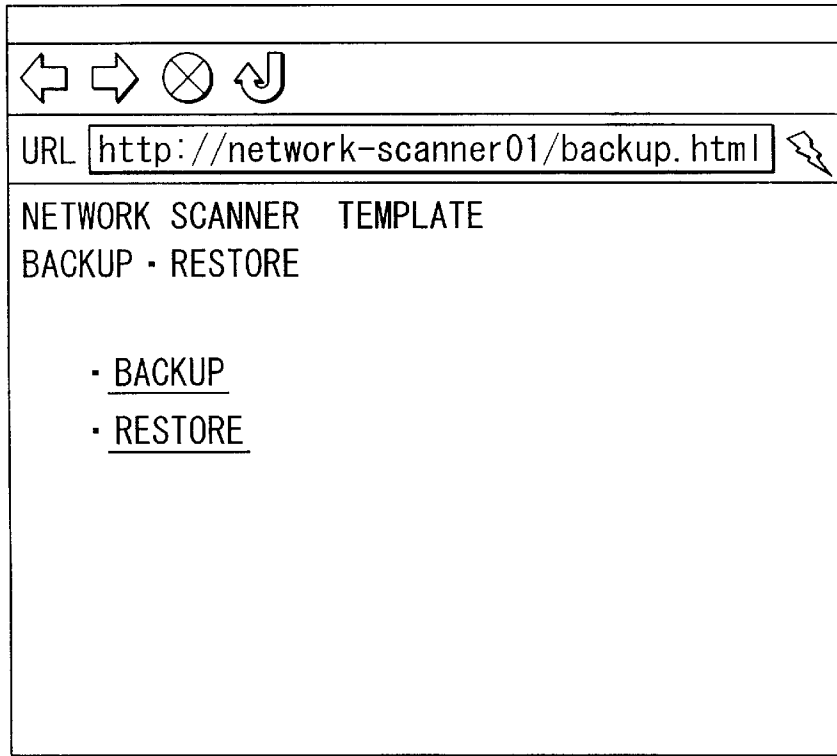 URL http://network-scanner01/backup.html
NETWORK SCANNER TEMPLATE
BACKUP・RESTORE
・BACKUP
・RESTORE